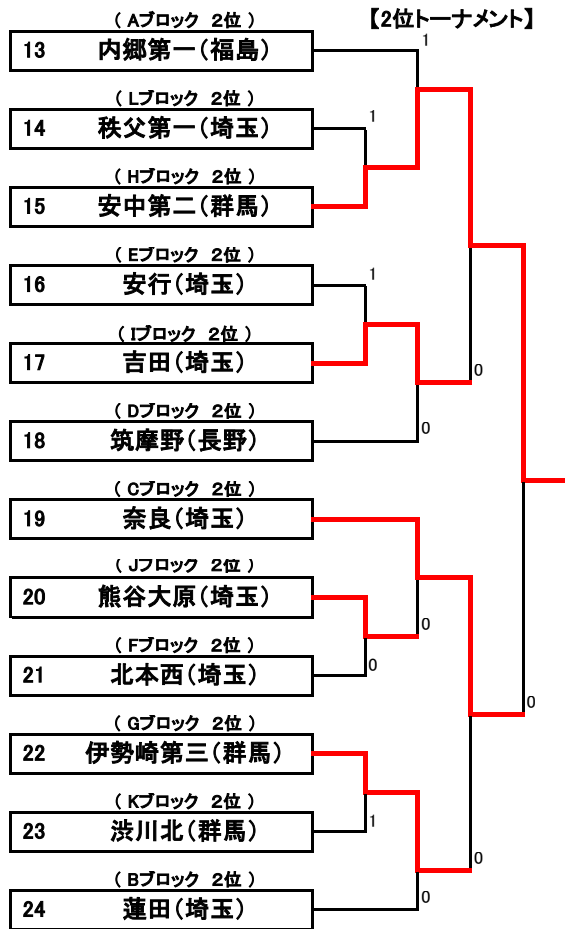 【2位トーナメント】
( Aブロック 2位 )
13 内郷第一(福島)
1
( Lブロック 2位 )
14 秩父第一(埼玉)
1
( Hブロック 2位 )
15 安中第二(群馬)
( Eブロック 2位 )
16 安行(埼玉)
1
( Iブロック 2位 )
17 吉田(埼玉)
0
( Dブロック 2位 )
18 筑摩野(長野)
0
( Cブロック 2位 )
19 奈良(埼玉)
( Jフロック 2位 )
20 熊谷大原(埼玉)
0
( Fブロック 2位 )
21 北本西(埼玉)
0
0
( Gブロック 2位 )
22 伊勢崎第三(群馬)
( Kブロック 2位 )
23 渋川北(群馬)
1
0
( Bブロック 2位 )
24 蓮田(埼玉)
0